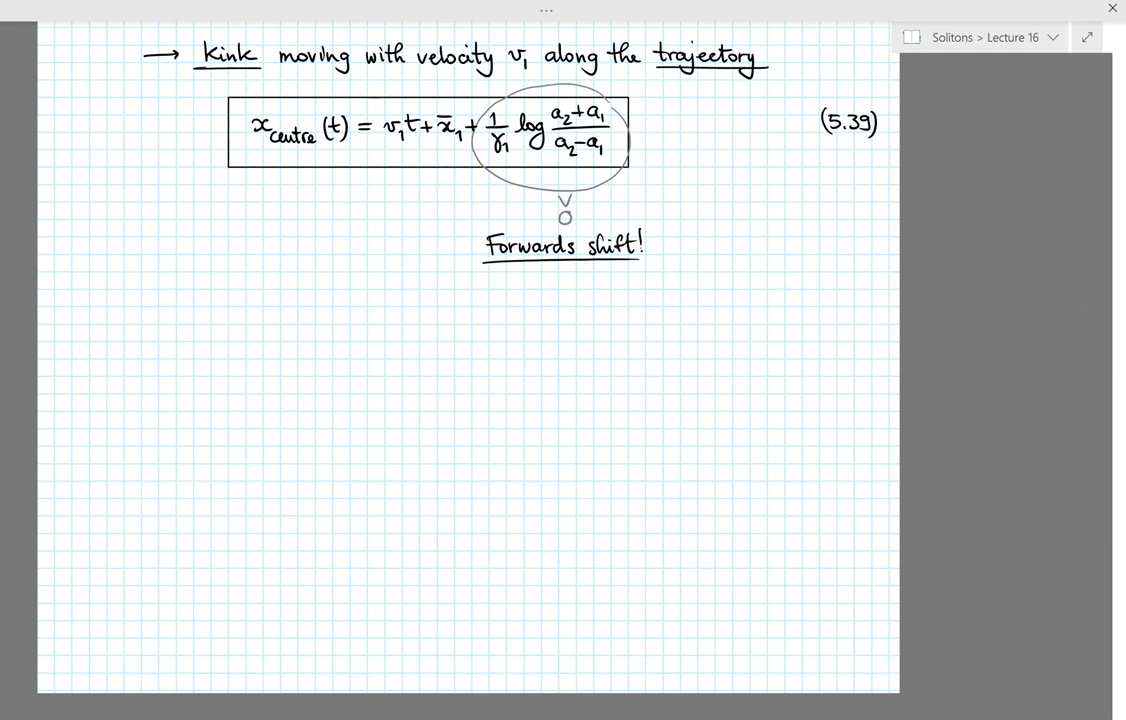 ...
Solitons > Lecture 16
→ Kink moving with velocity v₁ along the trajectory
x_centre(t) = v₁t + x̄₁ + 1/γ₁ log (a₂+a₁)/(a₂-a₁) (5.39)
v
0
Forwards shift!